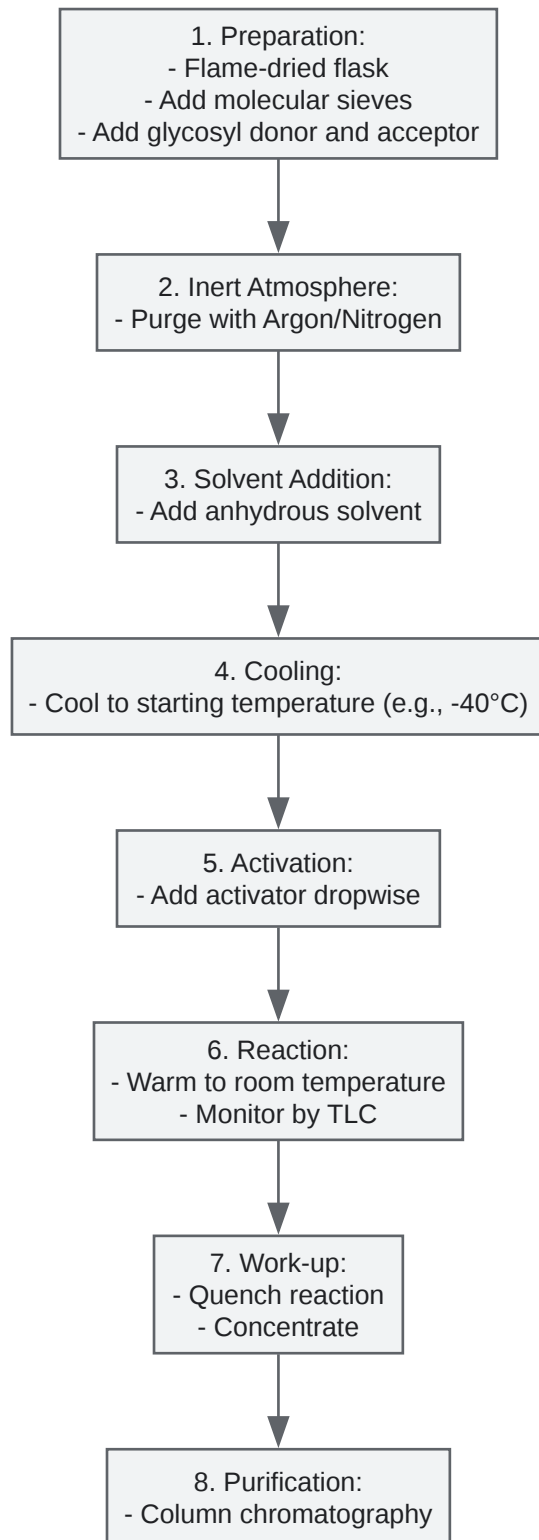 1. Preparation:
- Flame-dried flask
- Add molecular sieves
- Add glycosyl donor and acceptor
2. Inert Atmosphere:
- Purge with Argon/Nitrogen
3. Solvent Addition:
- Add anhydrous solvent
4. Cooling:
- Cool to starting temperature (e.g., -40°C)
5. Activation:
- Add activator dropwise
6. Reaction:
- Warm to room temperature
- Monitor by TLC
7. Work-up:
- Quench reaction
- Concentrate
8. Purification:
- Column chromatography